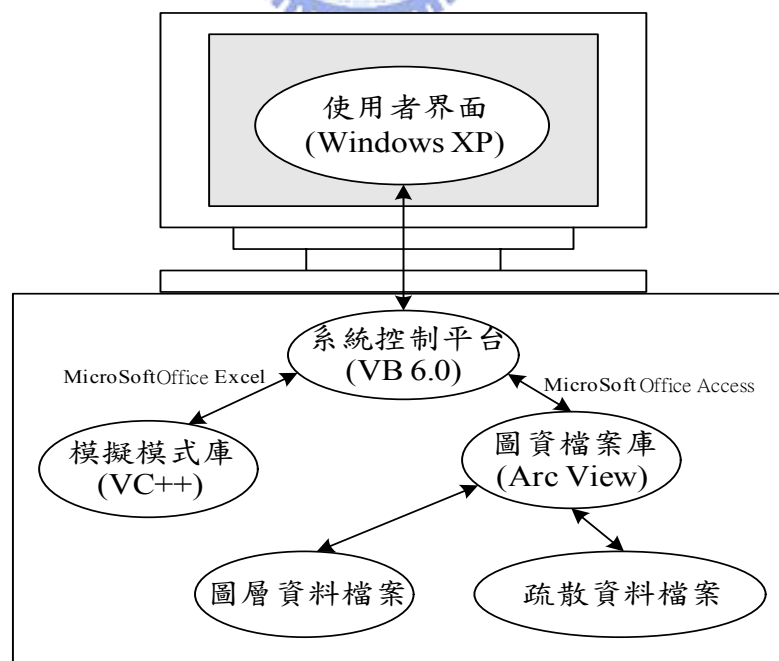 使用者界面
(Windows XP)
系統控制平台
(VB 6.0)
MicroSoftOffice Excel
MicroSoft Office Access
模擬模式庫
(VC++)
圖資檔案庫
(Arc View)
圖層資料檔案
疏散資料檔案